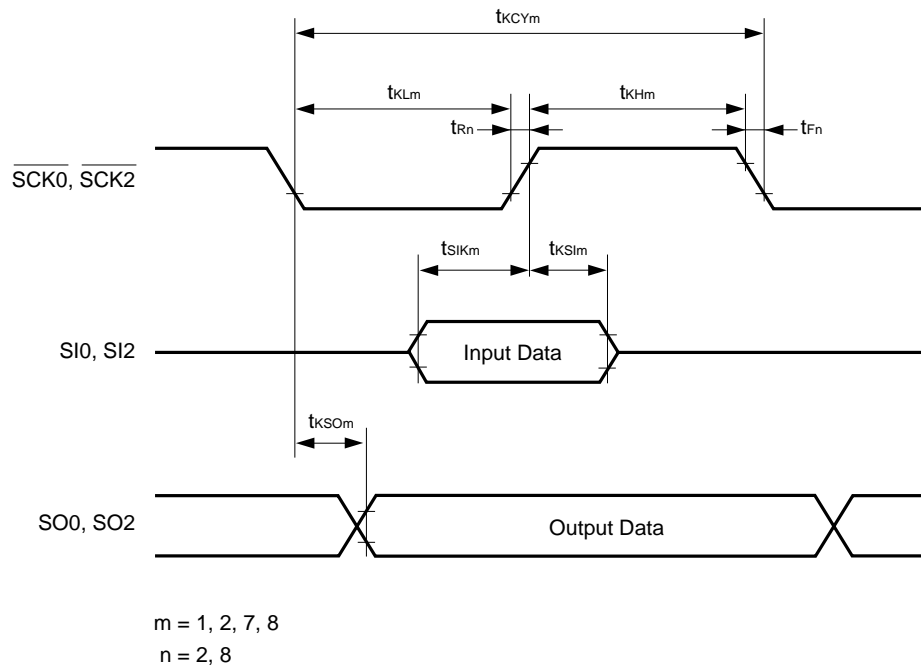 tKCYm
tKLm
tKHm
tRn
tFn
SCK0, SCK2
tSIKm
tKSIm
SI0, SI2
Input Data
tKSOm
SO0, SO2
Output Data
m = 1, 2, 7, 8
n = 2, 8